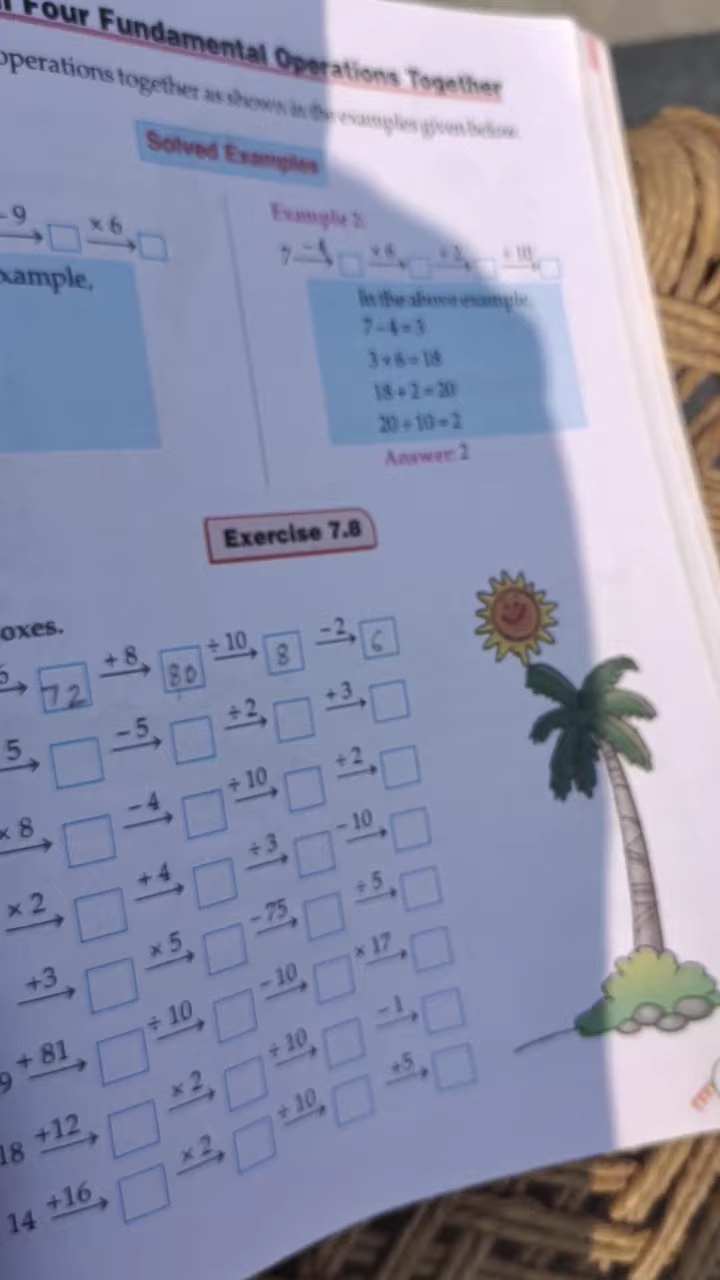 Four Fundamental Operations Together
operations together as shown in the examples given below.
Solved Examples
-9 × 6
xample,
Example 2:
7 -4 ×6 +2 ÷10
In the above example,
7-4=3
3×6=18
18+2=20
20÷10=2
Answer: 2
Exercise 7.8
oxes.
72 +8 80 ÷10 8 -2 6
5 -5 ÷2 +3
× 8 -4 ÷10 ÷2
× 2 +4 ÷3 -10
+3 × 5 -75 ÷5
9 +81 ÷ 10 -10 × 17
18 +12 × 2 ÷10 -1
14 +16 × 2 ÷10 +5